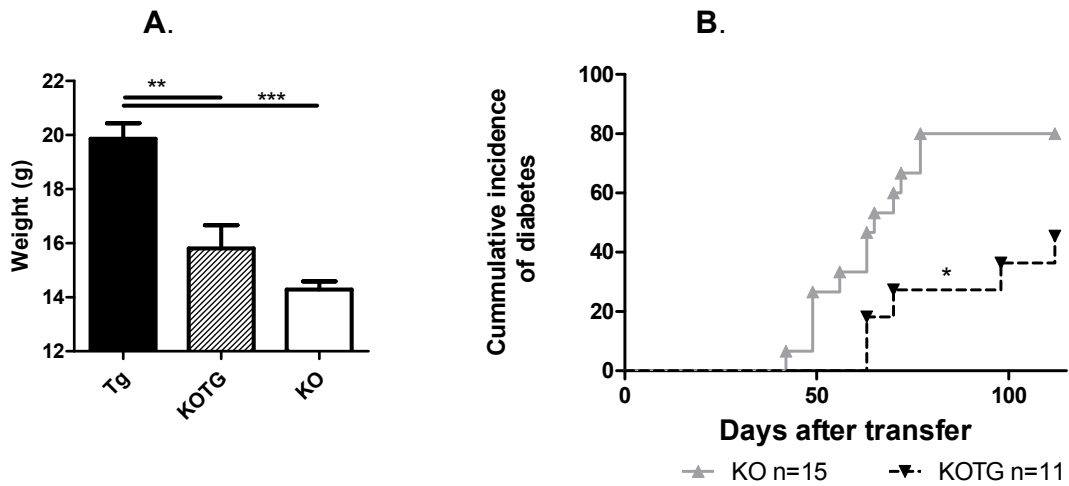 A.
B.
22
20
18
16
14
12
Weight (g)
**
***
Tg
KOTG
KO
100
80
60
40
20
0
Cummulative incidence
of diabetes
*
0
50
100
Days after transfer
KO n=15
KOTG n=11